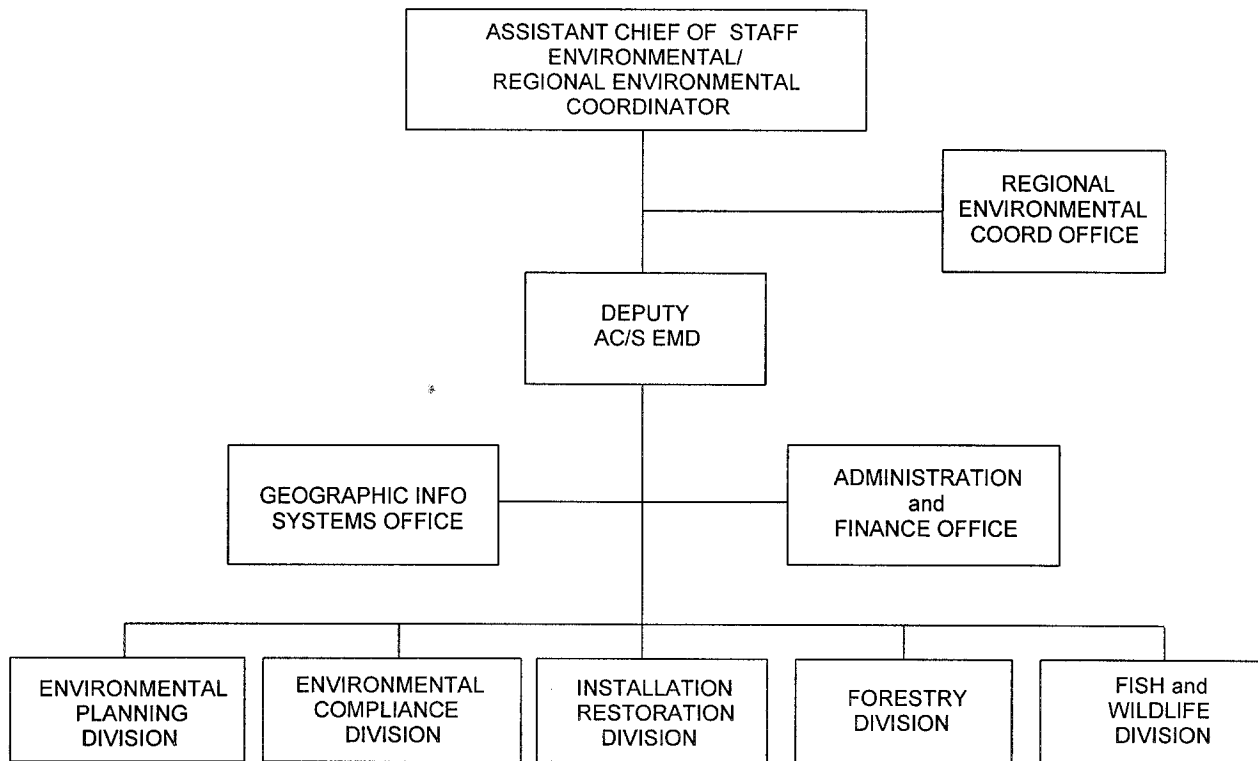 ASSISTANT CHIEF OF STAFF
ENVIRONMENTAL/
REGIONAL ENVIRONMENTAL
COORDINATOR
REGIONAL
ENVIRONMENTAL
COORD OFFICE
DEPUTY
AC/S EMD
GEOGRAPHIC INFO
SYSTEMS OFFICE
ADMINISTRATION
and
FINANCE OFFICE
ENVIRONMENTAL
PLANNING
DIVISION
ENVIRONMENTAL
COMPLIANCE
DIVISION
INSTALLATION
RESTORATION
DIVISION
FORESTRY
DIVISION
FISH and
WILDLIFE
DIVISION